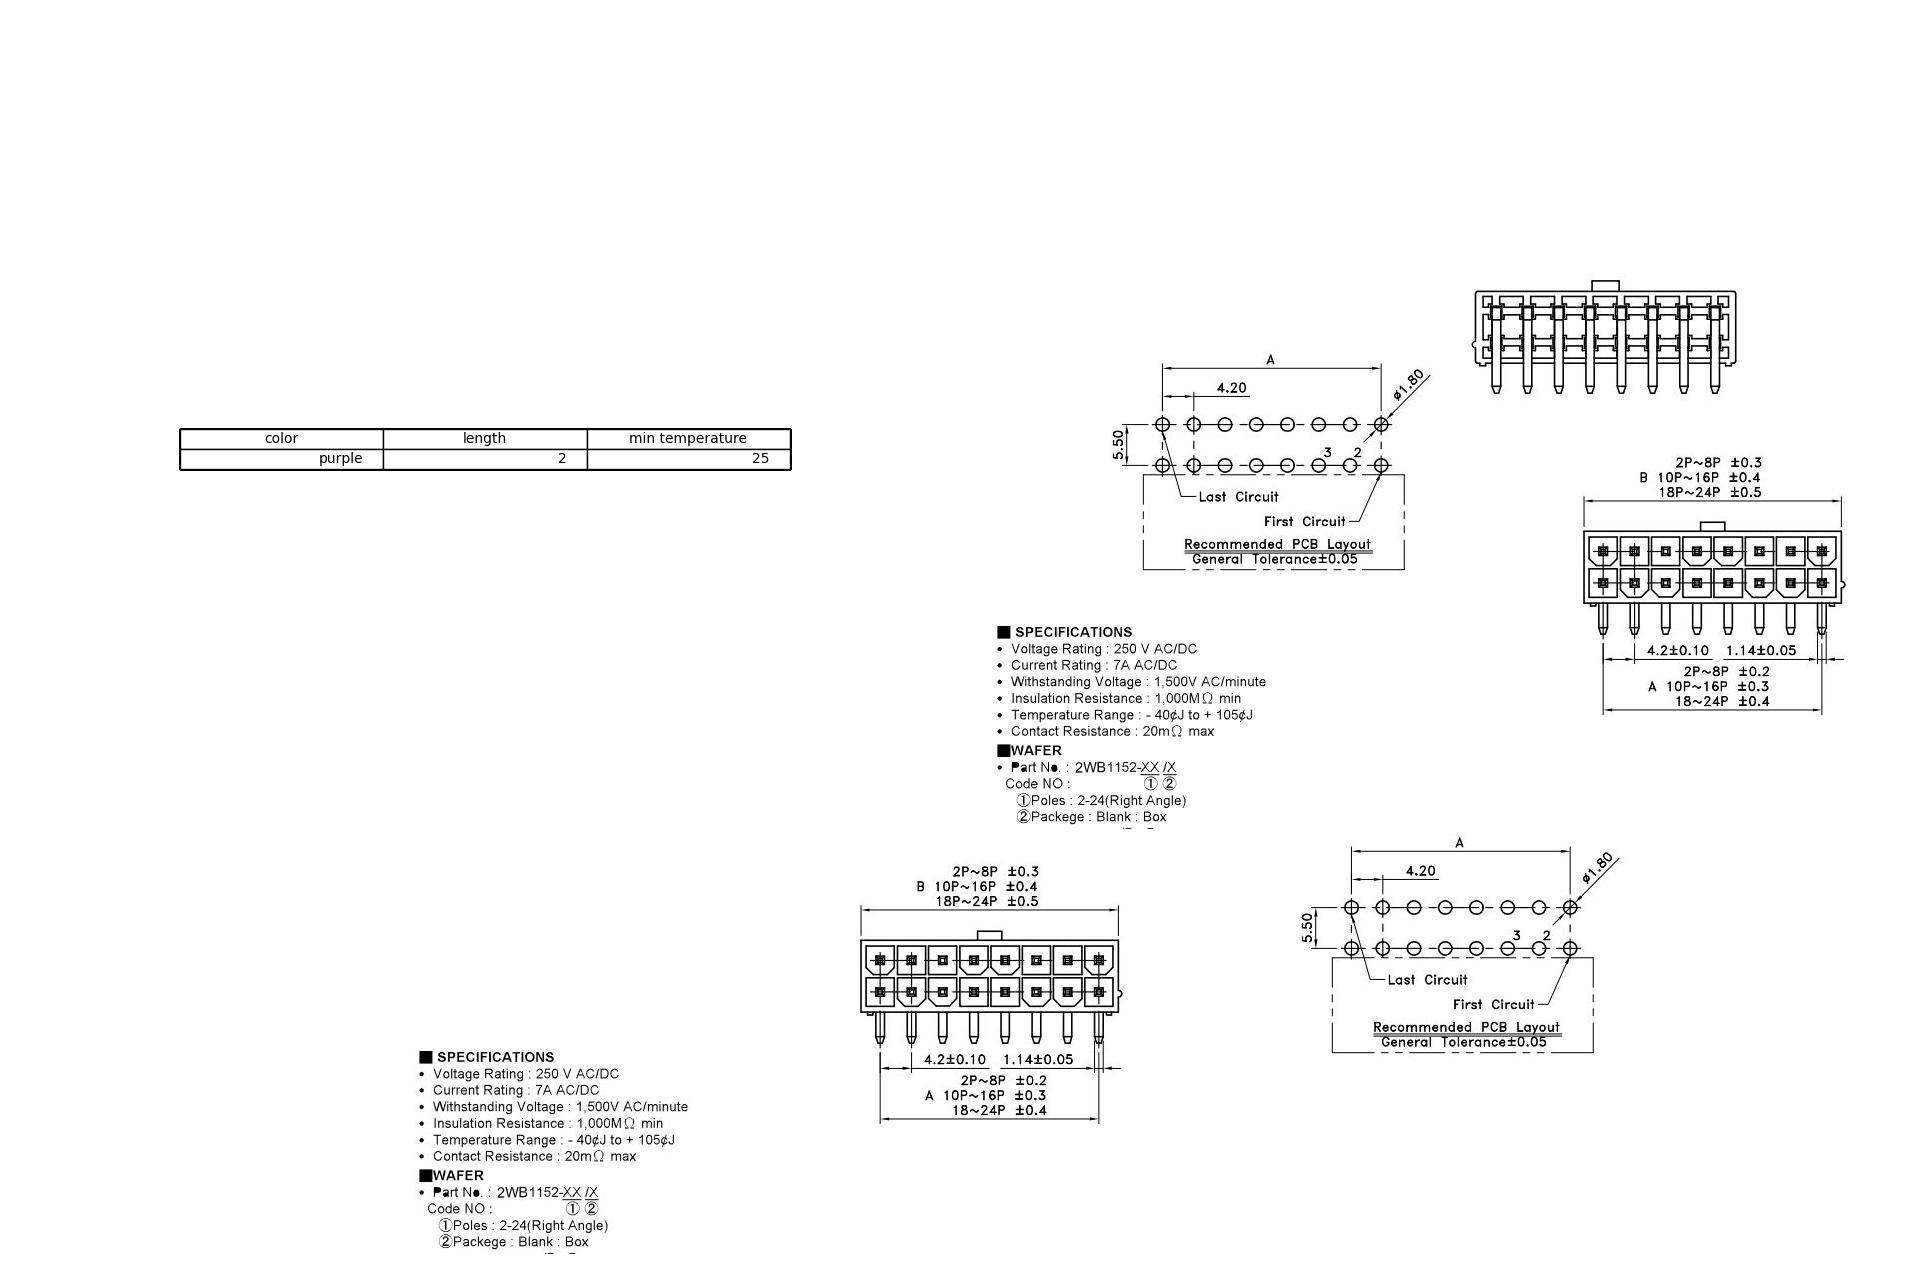 color length min temperature
purple 2 25
A
4.20
ø1.80
5.50
3 2
Last Circuit
First Circuit
Recommended PCB Layout
General Tolerance±0.05
2P~8P ±0.3
B 10P~16P ±0.4
18P~24P ±0.5
4.2±0.10 1.14±0.05
2P~8P ±0.2
A 10P~16P ±0.3
18~24P ±0.4
■ SPECIFICATIONS
• Voltage Rating : 250 V AC/DC
• Current Rating : 7A AC/DC
• Withstanding Voltage : 1,500V AC/minute
• Insulation Resistance : 1,000MΩ min
• Temperature Range : - 40¢J to + 105¢J
• Contact Resistance : 20mΩ max
■WAFER
• Part No. : 2WB1152-XX /X
Code NO : ① ②
①Poles : 2-24(Right Angle)
②Packege : Blank : Box
2P~8P ±0.3
B 10P~16P ±0.4
18P~24P ±0.5
4.2±0.10 1.14±0.05
2P~8P ±0.2
A 10P~16P ±0.3
18~24P ±0.4
A
4.20
ø1.80
5.50
3 2
Last Circuit
First Circuit
Recommended PCB Layout
General Tolerance±0.05
■ SPECIFICATIONS
• Voltage Rating : 250 V AC/DC
• Current Rating : 7A AC/DC
• Withstanding Voltage : 1,500V AC/minute
• Insulation Resistance : 1,000MΩ min
• Temperature Range : - 40¢J to + 105¢J
• Contact Resistance : 20mΩ max
■WAFER
• Part No. : 2WB1152-XX /X
Code NO : ① ②
①Poles : 2-24(Right Angle)
②Packege : Blank : Box